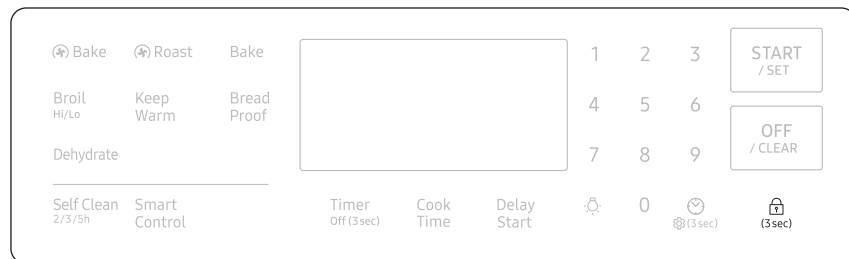 Bake Roast Bake 1 2 3 START
/ SET
Broil Keep Bread
Hi/Lo Warm Proof 4 5 6
OFF
/ CLEAR
Dehydrate 7 8 9
Self Clean Smart Timer Cook Delay 0
2/3/5h Control Off (3 sec) Time Start (3 sec) (3 sec)